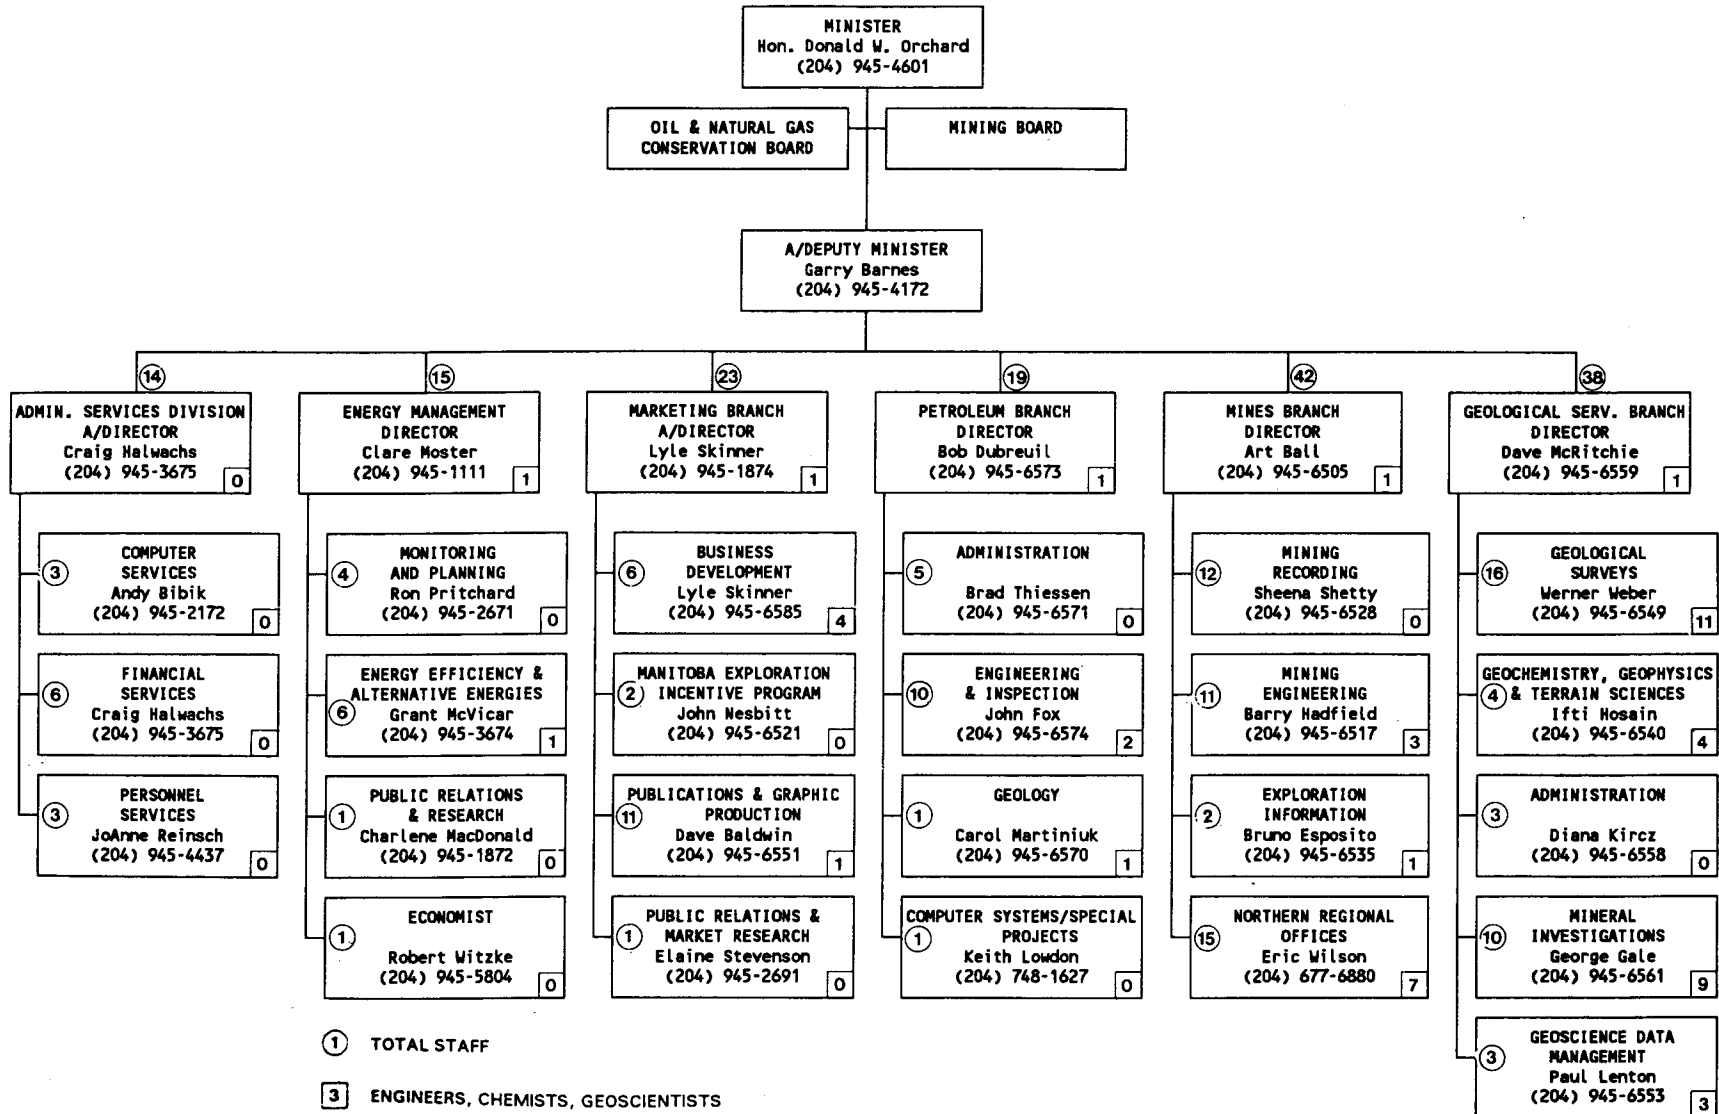 MINISTER
Hon. Donald W. Orchard
(204) 945-4601
OIL & NATURAL GAS
CONSERVATION BOARD
MINING BOARD
A/DEPUTY MINISTER
Garry Barnes
(204) 945-4172
14
ADMIN. SERVICES DIVISION
A/DIRECTOR
Craig Halwachs
(204) 945-3675
0
3
COMPUTER
SERVICES
Andy Bibik
(204) 945-2172
0
6
FINANCIAL
SERVICES
Craig Halwachs
(204) 945-3675
0
3
PERSONNEL
SERVICES
JoAnne Reinsch
(204) 945-4437
0
15
ENERGY MANAGEMENT
DIRECTOR
Clare Moster
(204) 945-1111
1
4
MONITORING
AND PLANNING
Ron Pritchard
(204) 945-2671
0
ENERGY EFFICIENCY &
ALTERNATIVE ENERGIES
6
Grant McVicar
(204) 945-3674
1
1
PUBLIC RELATIONS
& RESEARCH
Charlene MacDonald
(204) 945-1872
0
1
ECONOMIST
Robert Witzke
(204) 945-5804
0
23
MARKETING BRANCH
A/DIRECTOR
Lyle Skinner
(204) 945-1874
1
6
BUSINESS
DEVELOPMENT
Lyle Skinner
(204) 945-6585
4
2
MANITOBA EXPLORATION
INCENTIVE PROGRAM
John Nesbitt
(204) 945-6521
0
11
PUBLICATIONS & GRAPHIC
PRODUCTION
Dave Baldwin
(204) 945-6551
1
1
PUBLIC RELATIONS &
MARKET RESEARCH
Elaine Stevenson
(204) 945-2691
0
19
PETROLEUM BRANCH
DIRECTOR
Bob Dubreuil
(204) 945-6573
1
5
ADMINISTRATION
Brad Thiessen
(204) 945-6571
0
10
ENGINEERING
& INSPECTION
John Fox
(204) 945-6574
2
1
GEOLOGY
Carol Martiniuk
(204) 945-6570
1
1
COMPUTER SYSTEMS/SPECIAL
PROJECTS
Keith Lowdon
(204) 748-1627
0
42
MINES BRANCH
DIRECTOR
Art Ball
(204) 945-6505
1
12
MINING
RECORDING
Sheena Shetty
(204) 945-6528
0
11
MINING
ENGINEERING
Barry Hadfield
(204) 945-6517
3
2
EXPLORATION
INFORMATION
Bruno Esposito
(204) 945-6535
1
15
NORTHERN REGIONAL
OFFICES
Eric Wilson
(204) 677-6880
7
38
GEOLOGICAL SERV. BRANCH
DIRECTOR
Dave McRitchie
(204) 945-6559
1
16
GEOLOGICAL
SURVEYS
Werner Weber
(204) 945-6549
11
4
GEOCHEMISTRY, GEOPHYSICS
& TERRAIN SCIENCES
Ifti Hosain
(204) 945-6540
4
3
ADMINISTRATION
Diana Kircz
(204) 945-6558
0
10
MINERAL
INVESTIGATIONS
George Gale
(204) 945-6561
9
3
GEOSCIENCE DATA
MANAGEMENT
Paul Lenton
(204) 945-6553
3
1 TOTAL STAFF
3 ENGINEERS, CHEMISTS, GEOSCIENTISTS